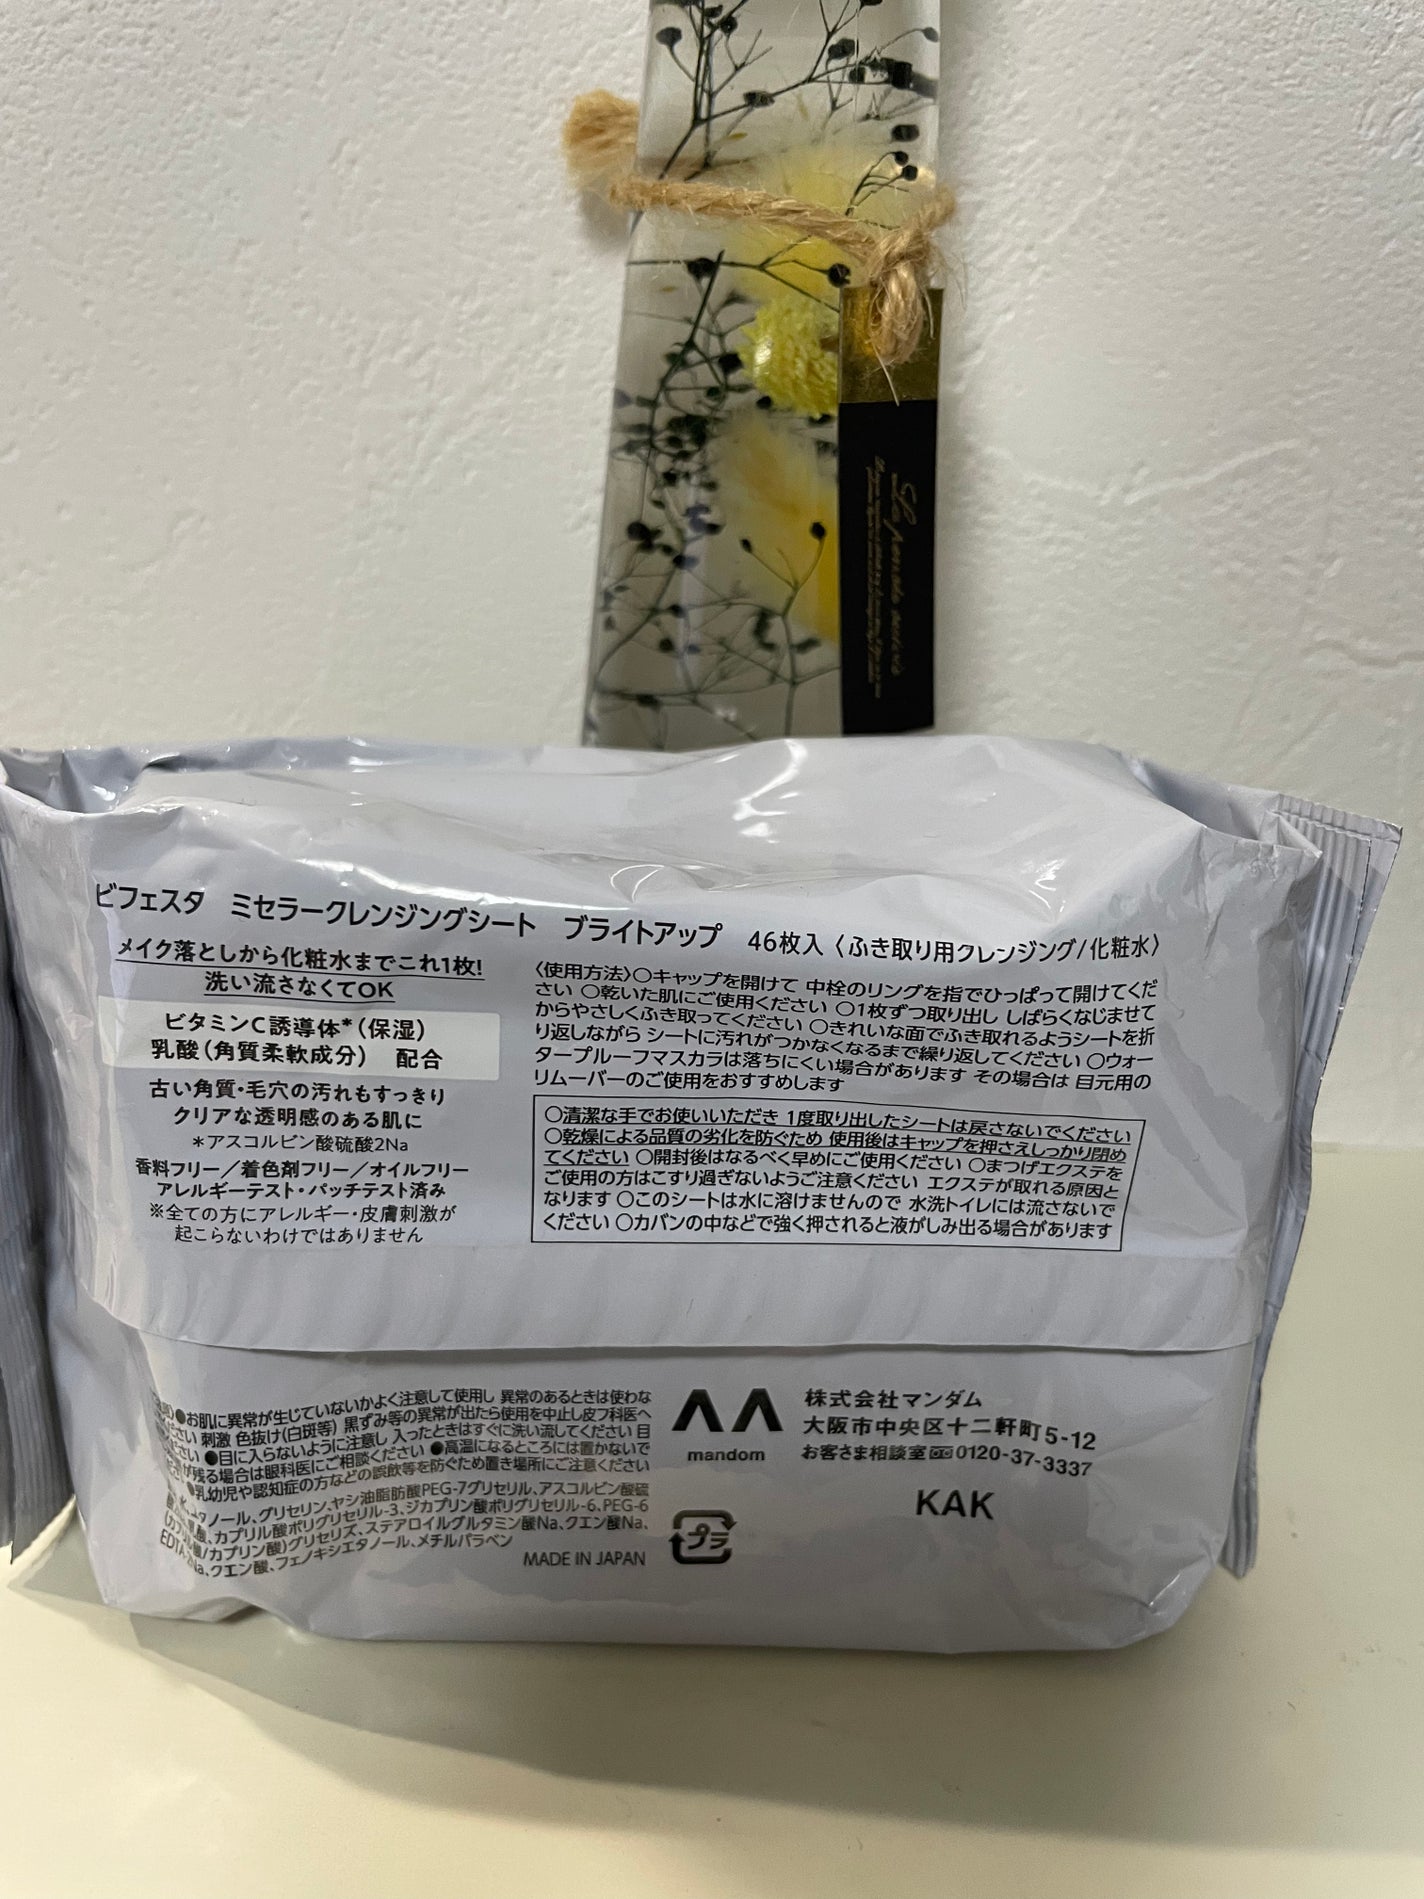 ビフェスタ ミセラークレンジングシート ブライトアップ 46枚入〈ふき取り用クレンジング/化粧水〉
メイク落としから化粧水までこれ1枚!
洗い流さなくてOK
ビタミンC誘導体*(保湿)
乳酸(角質柔軟成分) 配合
古い角質・毛穴の汚れもすっきり
クリアな透明感のある肌に
*アスコルビン酸硫酸2Na
香料フリー/着色剤フリー/オイルフリー
アレルギーテスト・パッチテスト済み
※全ての方にアレルギー・皮膚刺激が
起こらないわけではありません
〈使用方法〉○キャップを開けて 中栓のリングを指でひっぱって開けてくだ
さい ○乾いた肌にご使用ください ○1枚ずつ取り出し しばらくなじませて
からやさしくふき取ってください ○きれいな面でふき取れるようシートを折
り返しながら シートに汚れがつかなくなるまで繰り返してください ○ウォー
タープルーフマスカラは落ちにくい場合があります その場合は 目元用の
リムーバーのご使用をおすすめします
○清潔な手でお使いいただき 1度取り出したシートは戻さないでください
○乾燥による品質の劣化を防ぐため 使用後はキャップを押さえしっかり閉め
てください ○開封後はなるべく早めにご使用ください ○まつげエクステを
ご使用の方はこすり過ぎないようご注意ください エクステが取れる原因と
なります ○このシートは水に溶けませんので 水洗トイレには流さないで
ください ○カバンの中などで強く押されると液がしみ出る場合があります
●お肌に異常が生じていないかよく注意して使用し 異常のあるときは使わな
ください 刺激 色抜け(白斑等) 黒ずみ等の異常が出たら使用を中止し皮フ科医へ
ください ●目に入らないように注意し 入ったときはすぐに洗い流してください 目
が残る場合は眼科医にご相談ください ●高温になるところには置かないで
●乳幼児や認知症の方などの誤飲等を防ぐため置き場所にご注意ください
水、エタノール、グリセリン、ヤシ油脂肪酸PEG-7グリセリル、アスコルビン酸硫
乳酸、カプリル酸ポリグリセリル-3、ジカプリン酸ポリグリセリル-6、PEG-6
(カプリル酸/カプリン酸)グリセリズ、ステアロイルグルタミン酸Na、クエン酸Na、
EDTA-2Na、クエン酸、フェノキシエタノール、メチルパラベン
MADE IN JAPAN
mandom
プラ
株式会社マンダム
大阪市中央区十二軒町5-12
お客さま相談室 0120-37-3337
KAK